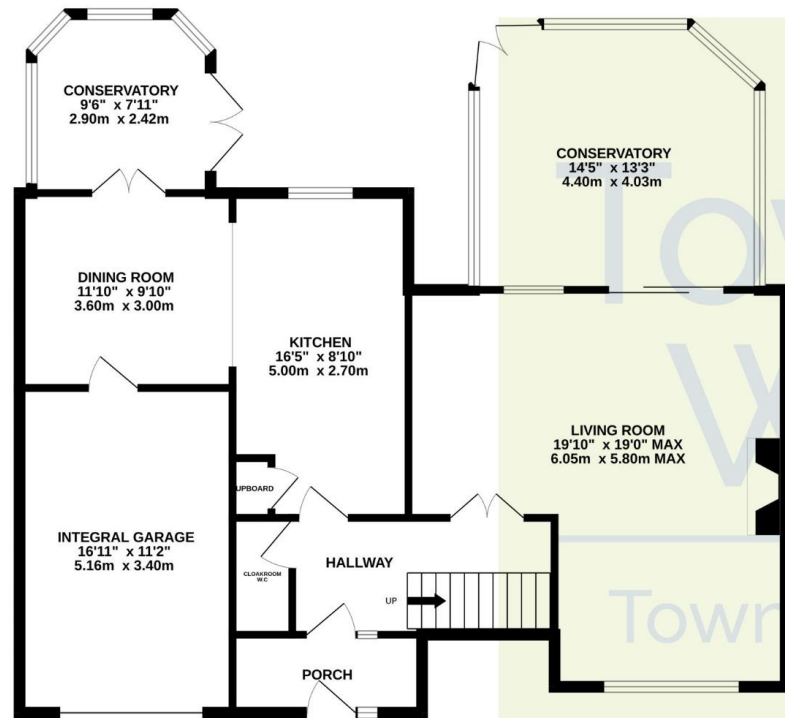 CONSERVATORY
9'6" x 7'11"
2.90m x 2.42m
CONSERVATORY
14'5" x 13'3"
4.40m x 4.03m
DINING ROOM
11'10" x 9'10"
3.60m x 3.00m
KITCHEN
16'5" x 8'10"
5.00m x 2.70m
LIVING ROOM
19'10" x 19'0" MAX
6.05m x 5.80m MAX
UPBOARD
INTEGRAL GARAGE
16'11" x 11'2"
5.16m x 3.40m
HALLWAY
CLOAKROOM
W.C
UP
PORCH
Town